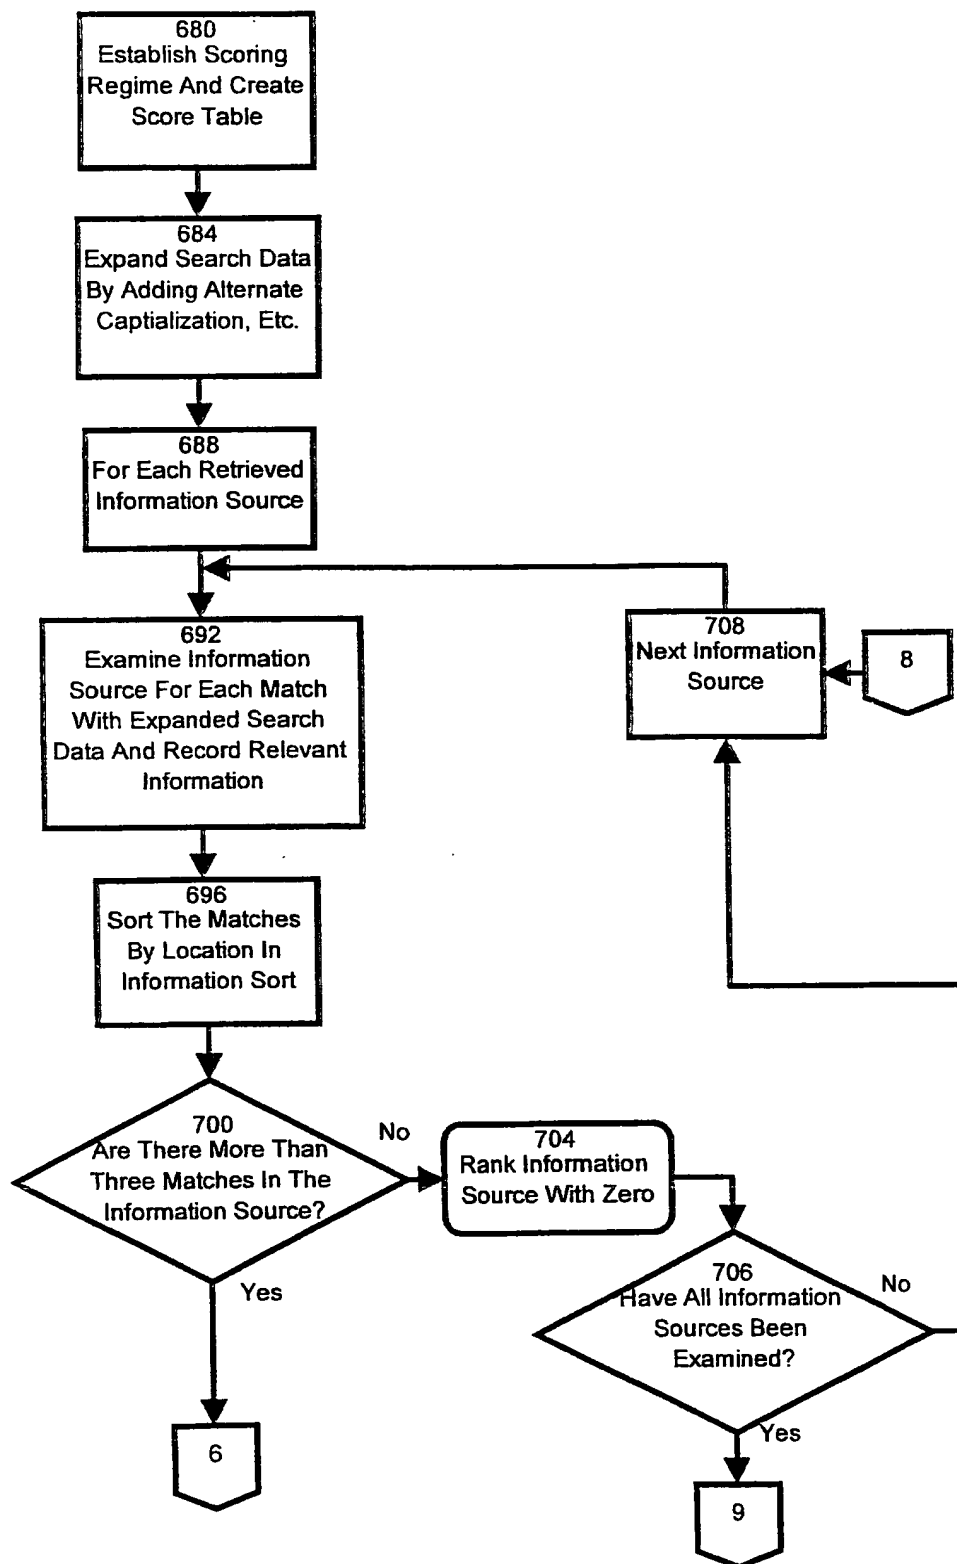 680
Establish Scoring
Regime And Create
Score Table
684
Expand Search Data
By Adding Alternate
Captialization, Etc.
688
For Each Retrieved
Information Source
692
Examine Information
Source For Each Match
With Expanded Search
Data And Record Relevant
Information
708
Next Information
Source
8
696
Sort The Matches
By Location In
Information Sort
700
Are There More Than
Three Matches In The
Information Source?
No
Yes
704
Rank Information
Source With Zero
706
Have All Information
Sources Been
Examined?
No
Yes
6
9